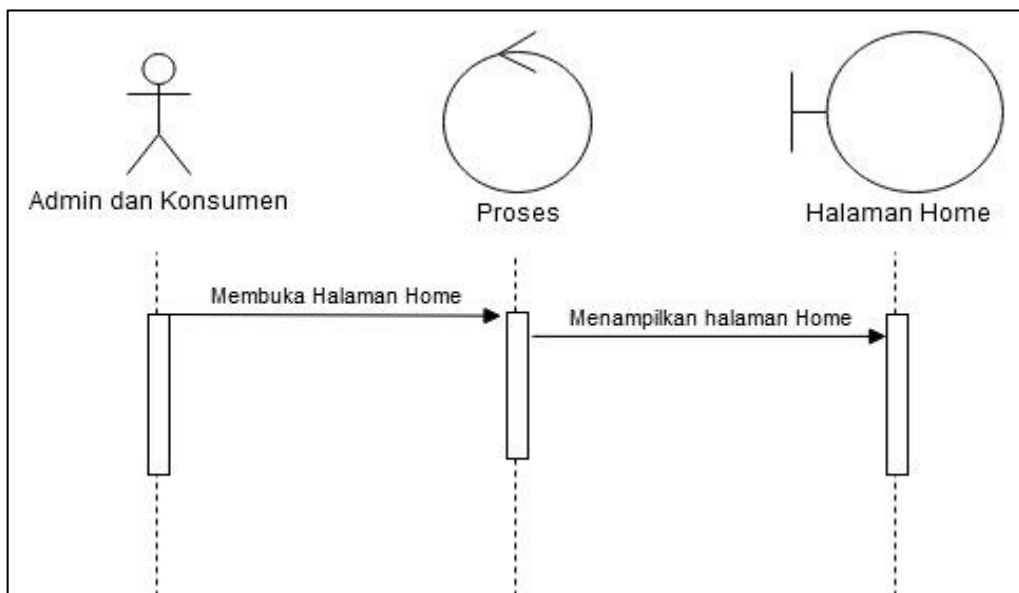 Admin dan Konsumen
Proses
Halaman Home
Membuka Halaman Home
Menampilkan halaman Home